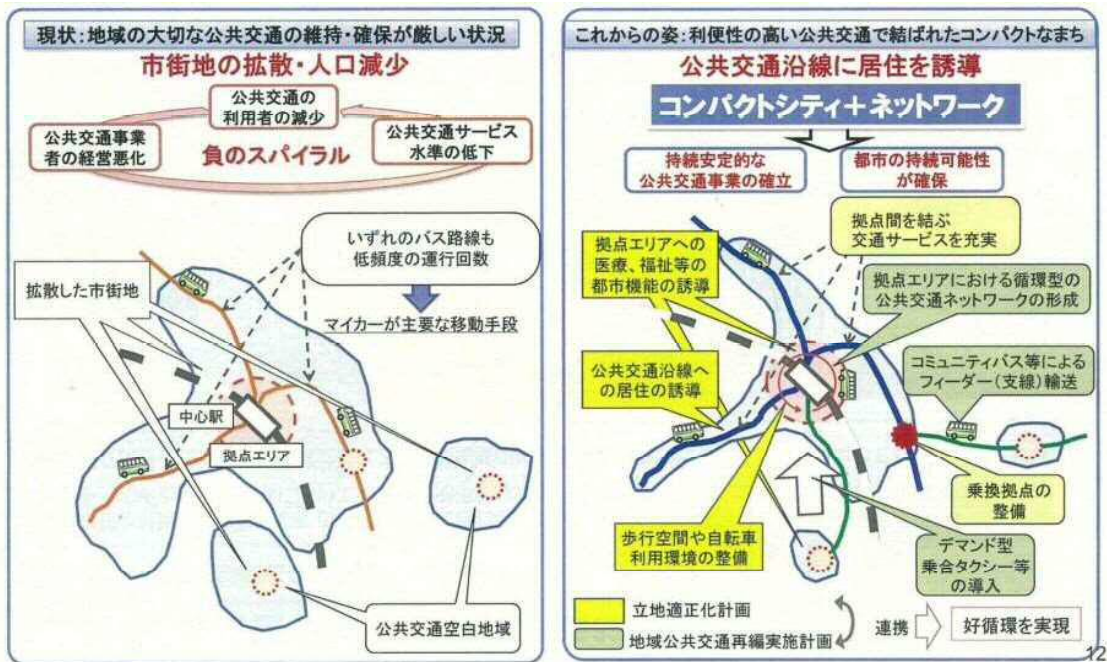 現状:地域の大切な公共交通の維持・確保が厳しい状況
市街地の拡散・人口減少
公共交通の
利用者の減少
公共交通事業
者の経営悪化
負のスパイラル
公共交通サービス
水準の低下
いずれのバス路線も
低頻度の運行回数
拡散した市街地
マイカーが主要な移動手段
中心駅
拠点エリア
公共交通空白地域
これからの姿:利便性の高い公共交通で結ばれたコンパクトなまち
公共交通沿線に居住を誘導
コンパクトシティ+ネットワーク
持続安定的な
公共交通事業の確立
都市の持続可能性
が確保
拠点間を結ぶ
交通サービスを充実
拠点エリアへの
医療、福祉等の
都市機能の誘導
拠点エリアにおける循環型の
公共交通ネットワークの形成
公共交通沿線への
居住の誘導
コミュニティバス等による
フィーダー(支線)輸送
乗換拠点の
整備
歩行空間や自転車
利用環境の整備
デマンド型
乗合タクシー等
の導入
立地適正化計画
地域公共交通再編実施計画
連携
好循環を実現
12